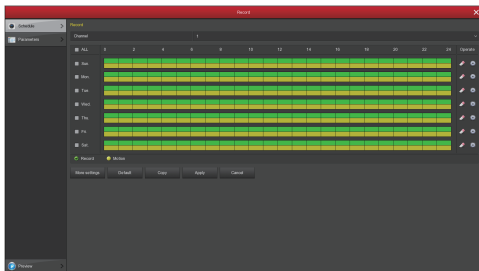 Record
Schedule
Parameters
Record
Channel 1
ALL 0 2 4 6 8 10 12 14 16 18 20 22 24 Operate
Sun.
Mon.
Tue.
Wed.
Thu.
Fri.
Sat.
Record Motion
More settings Default Copy Apply Cancel
Preview